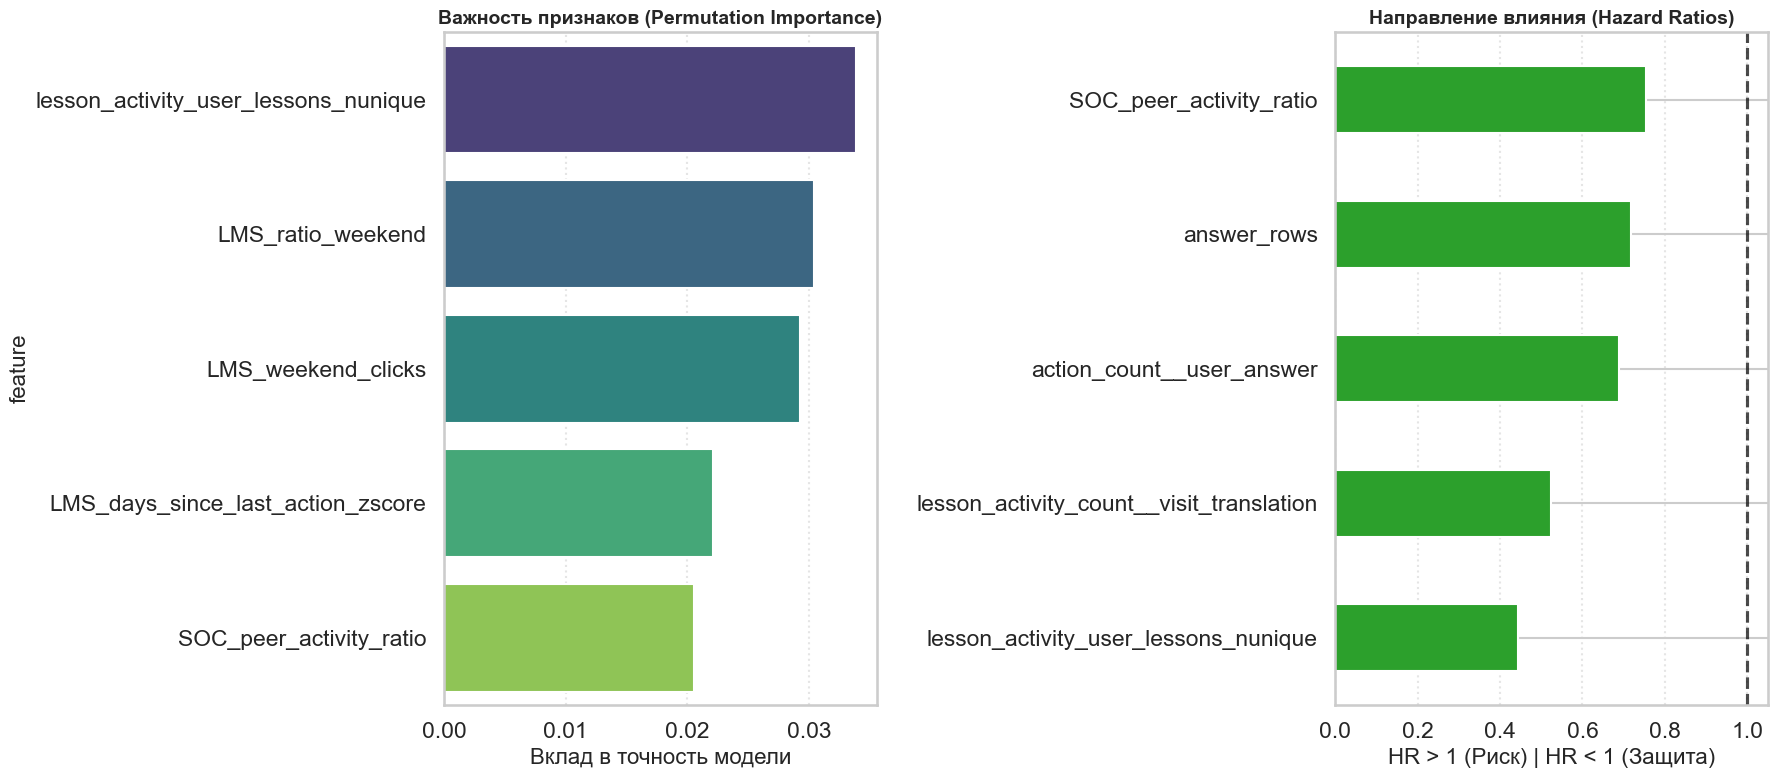 Важность признаков (Permutation Importance)
lesson_activity_user_lessons_nunique
LMS_ratio_weekend
LMS_weekend_clicks
LMS_days_since_last_action_zscore
SOC_peer_activity_ratio
feature
0.00 0.01 0.02 0.03
Вклад в точность модели
Направление влияния (Hazard Ratios)
SOC_peer_activity_ratio
answer_rows
action_count__user_answer
lesson_activity_count__visit_translation
lesson_activity_user_lessons_nunique
0.0 0.2 0.4 0.6 0.8 1.0
HR > 1 (Риск) | HR < 1 (Защита)